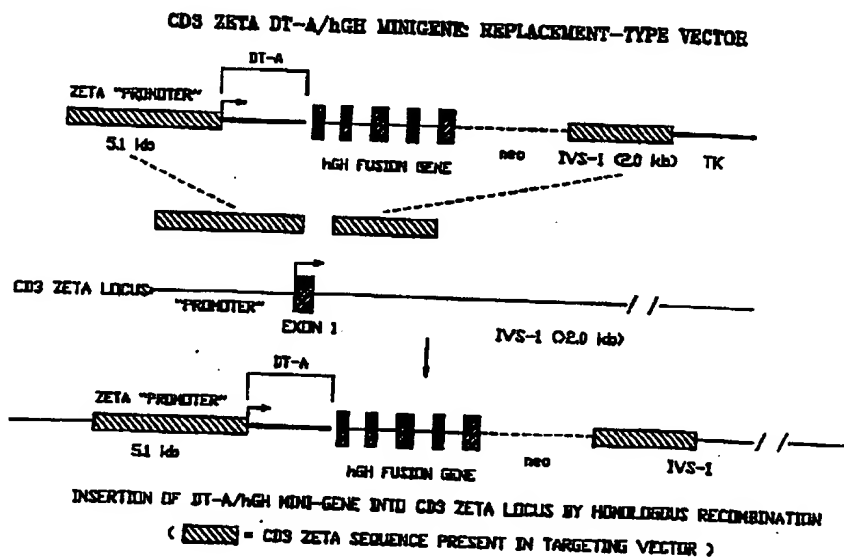 CD3 ZETA DT-A/hGH MINIGENE: REPLACEMENT-TYPE VECTOR
DT-A
ZETA "PROMOTER"
5.1 kb
hGH FUSION GENE
neo
IVS-1 (2.0 kb)
TK
CD3 ZETA LOCUS
"PROMOTER"
EXON 1
IVS-1 (>2.0 kb)
DT-A
ZETA "PROMOTER"
5.1 kb
hGH FUSION GENE
neo
IVS-1
INSERTION OF DT-A/hGH MINI-GENE INTO CD3 ZETA LOCUS BY HOMOLOGOUS RECOMBINATION
( = CD3 ZETA SEQUENCE PRESENT IN TARGETING VECTOR )